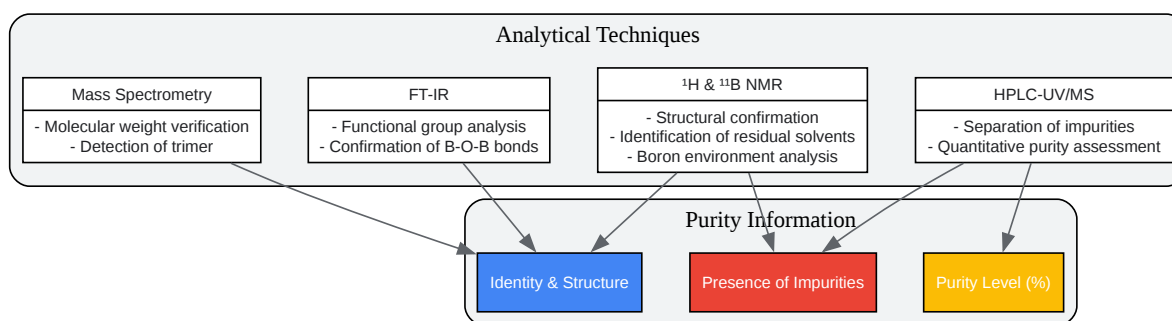 Analytical Techniques
Mass Spectrometry
- Molecular weight verification
- Detection of trimer
FT-IR
- Functional group analysis
- Confirmation of B-O-B bonds
¹H & ¹¹B NMR
- Structural confirmation
- Identification of residual solvents
- Boron environment analysis
HPLC-UV/MS
- Separation of impurities
- Quantitative purity assessment
Purity Information
Identity & Structure
Presence of Impurities
Purity Level (%)